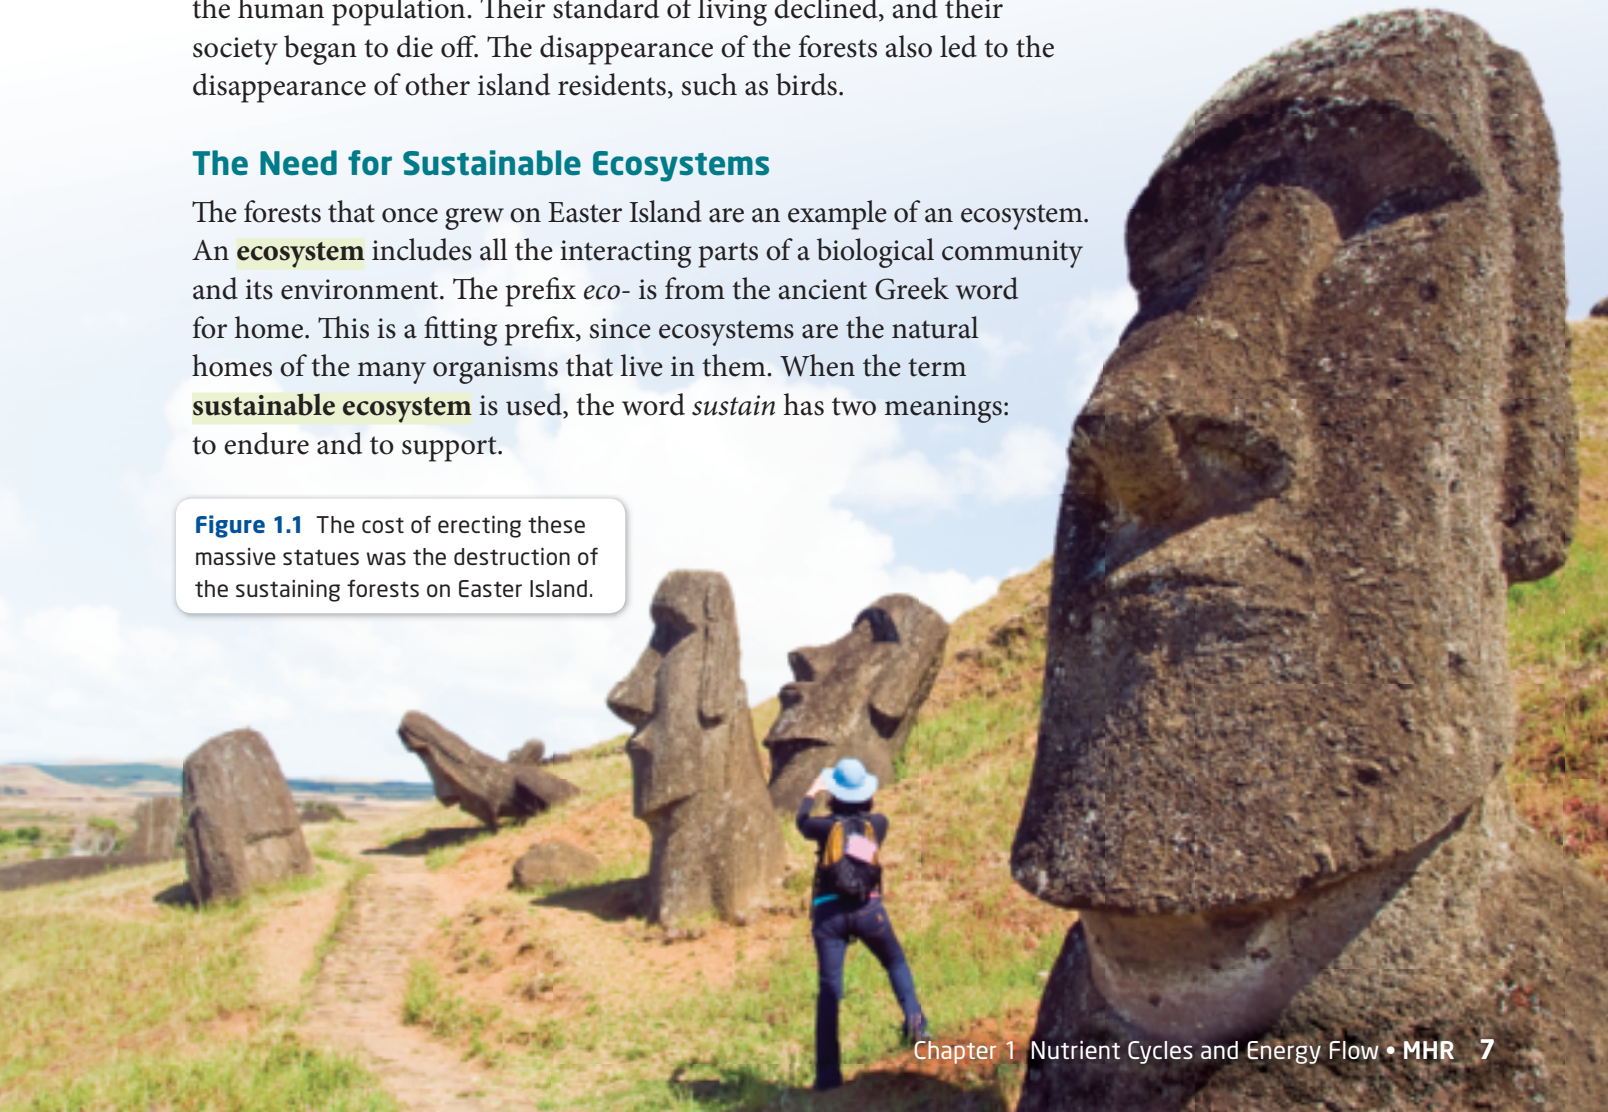 the human population. Their standard of living declined, and their
society began to die off. The disappearance of the forests also led to the
disappearance of other island residents, such as birds.
The Need for Sustainable Ecosystems
The forests that once grew on Easter Island are an example of an ecosystem.
An ecosystem includes all the interacting parts of a biological community
and its environment. The prefix eco- is from the ancient Greek word
for home. This is a fitting prefix, since ecosystems are the natural
homes of the many organisms that live in them. When the term
sustainable ecosystem is used, the word sustain has two meanings:
to endure and to support.
Figure 1.1 The cost of erecting these
massive statues was the destruction of
the sustaining forests on Easter Island.
Chapter 1 Nutrient Cycles and Energy Flow • MHR 7